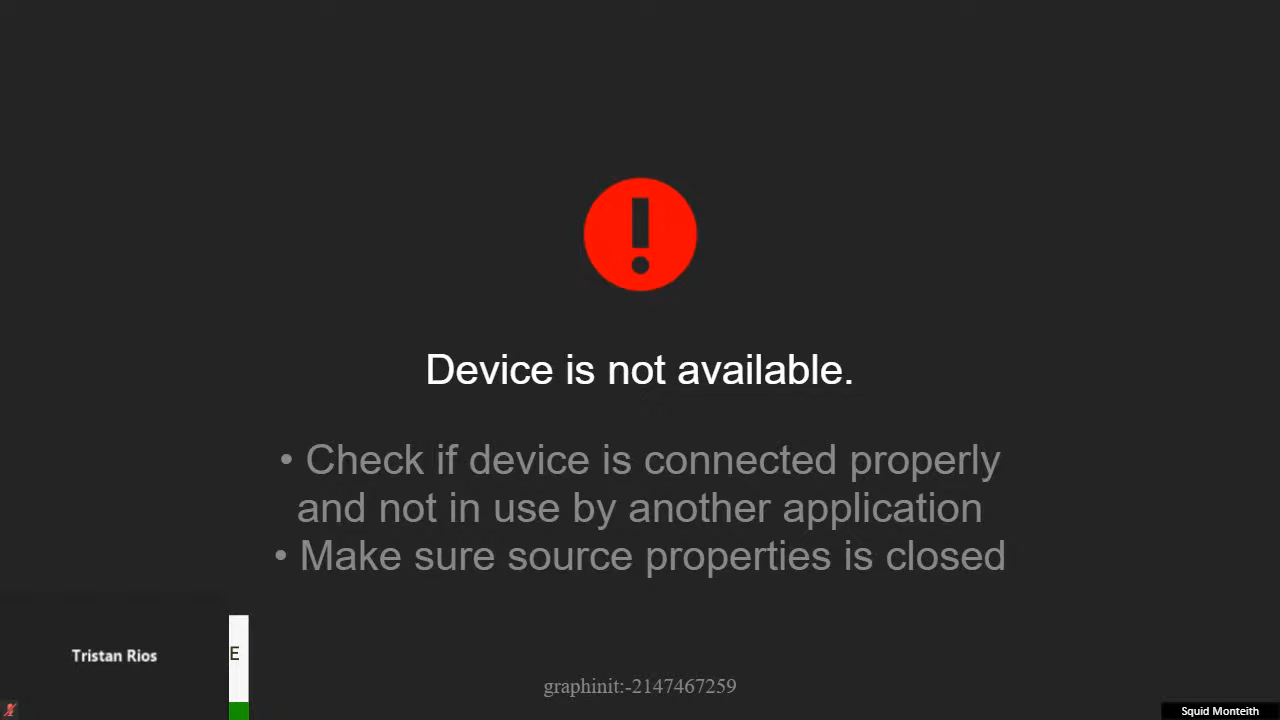 Device is not available.
• Check if device is connected properly
and not in use by another application
• Make sure source properties is closed
Tristan Rios
E
graphinit:-2147467259
Squid Monteith